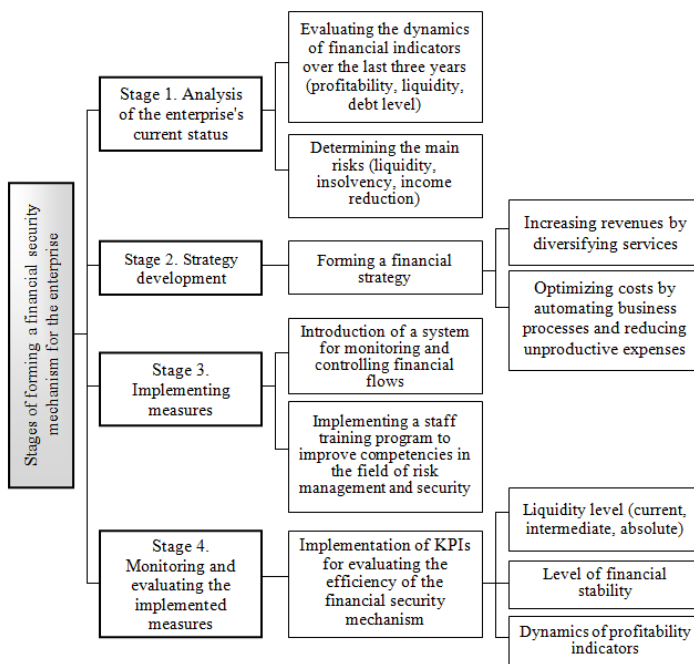 Stages of forming a financial security
mechanism for the enterprise
Stage 1. Analysis
of the enterprise's
current status
Evaluating the dynamics
of financial indicators
over the last three years
(profitability, liquidity,
debt level)
Determining the main
risks (liquidity,
insolvency, income
reduction)
Stage 2. Strategy
development
Forming a financial
strategy
Increasing revenues by
diversifying services
Optimizing costs by
automating business
processes and reducing
unproductive expenses
Stage 3.
Implementing
measures
Introduction of a system
for monitoring and
controlling financial
flows
Implementing a staff
training program to
improve competencies
in the field of risk
management and security
Stage 4.
Monitoring and
evaluating the
implemented
measures
Implementation of KPIs
for evaluating the
efficiency of the
financial security
mechanism
Liquidity level (current,
intermediate, absolute)
Level of financial
stability
Dynamics of profitability
indicators